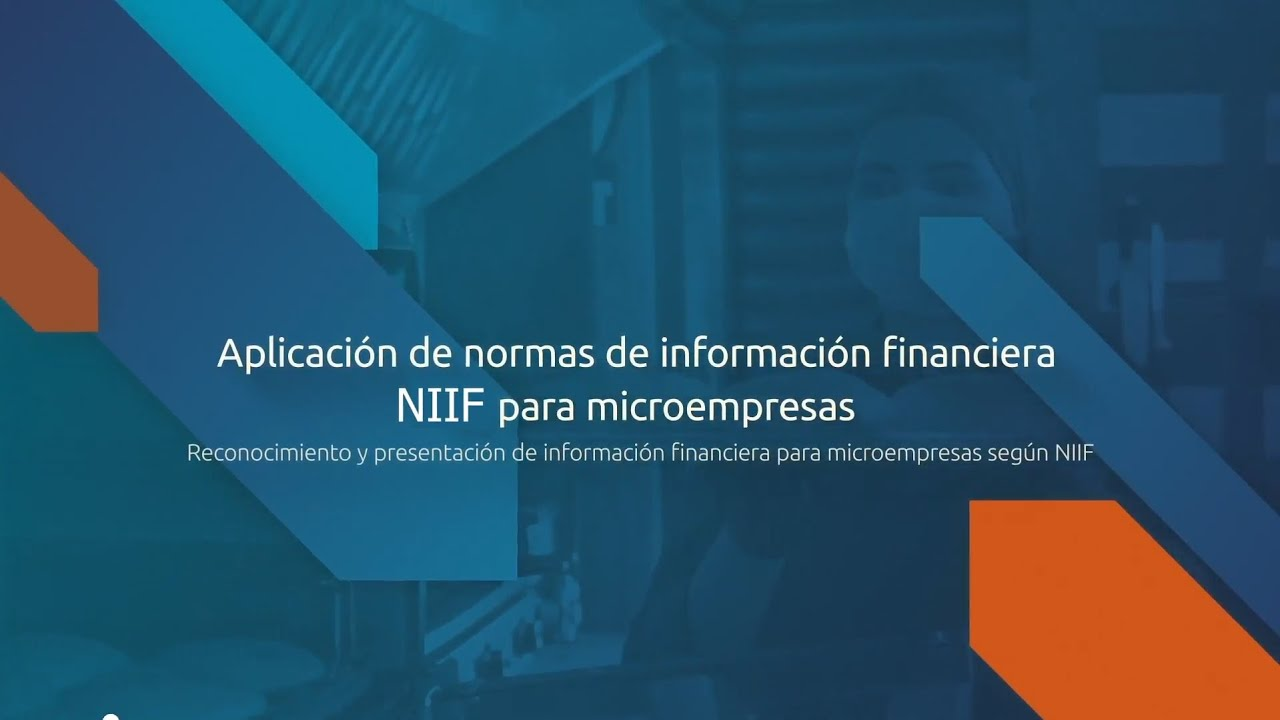 Aplicación de normas de información financiera
NIIF para microempresas
Reconocimiento y presentación de información financiera para microempresas según NIIF